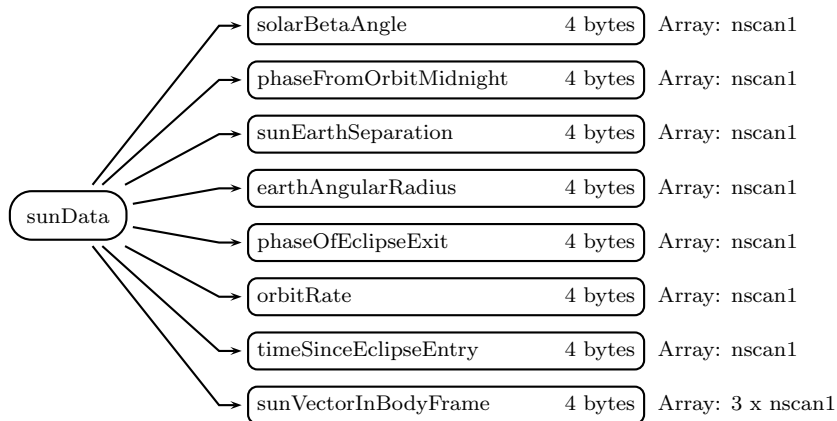 solarBetaAngle 4 bytes Array: nscan1
phaseFromOrbitMidnight 4 bytes Array: nscan1
sunEarthSeparation 4 bytes Array: nscan1
earthAngularRadius 4 bytes Array: nscan1
sunData
phaseOfEclipseExit 4 bytes Array: nscan1
orbitRate 4 bytes Array: nscan1
timeSinceEclipseEntry 4 bytes Array: nscan1
sunVectorInBodyFrame 4 bytes Array: 3 x nscan1